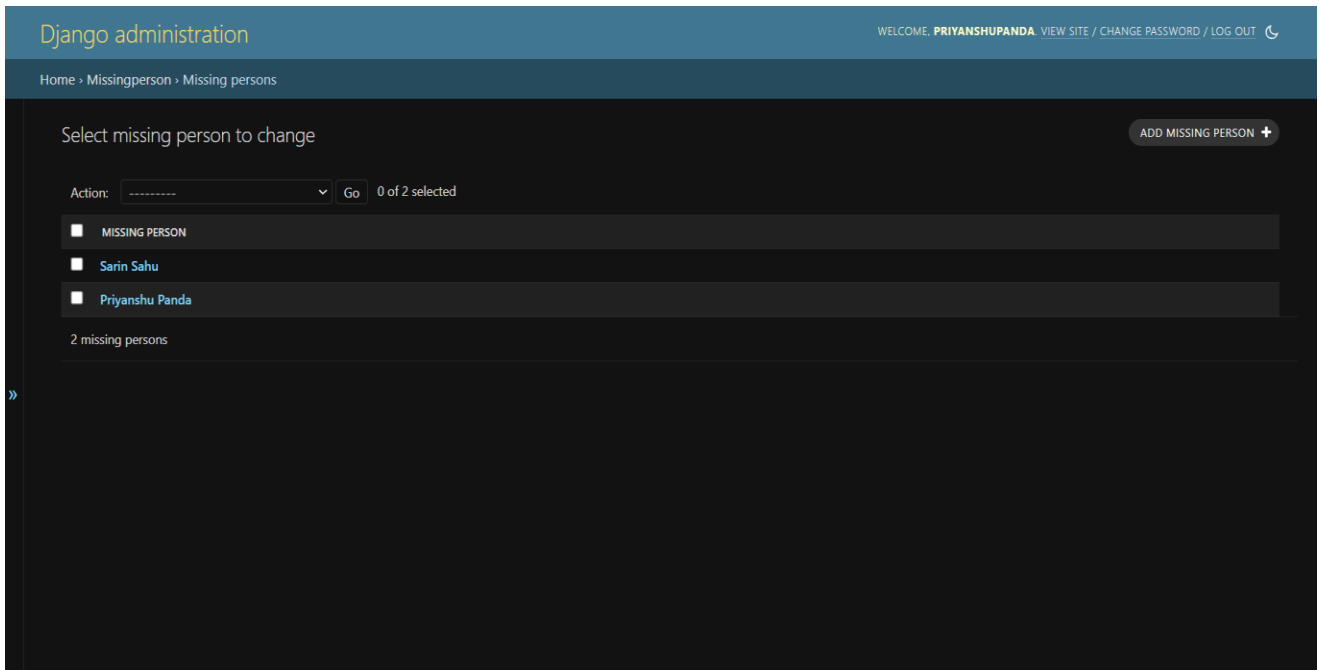 Django administration
WELCOME, PRIYANSHUPANDA. VIEW SITE / CHANGE PASSWORD / LOG OUT
Home › Missingperson › Missing persons
Select missing person to change
ADD MISSING PERSON +
Action: --------- Go 0 of 2 selected
MISSING PERSON
Sarin Sahu
Priyanshu Panda
2 missing persons
»